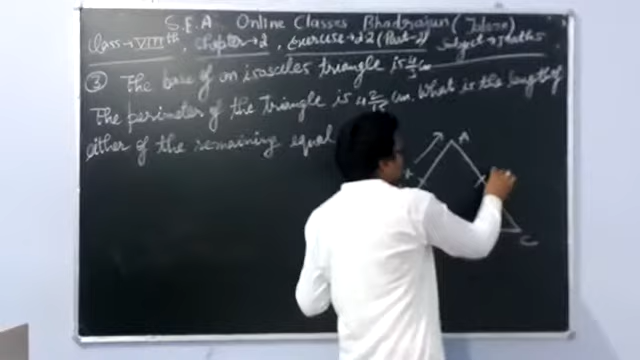 S.E.A Online Classes Bhadrajun (Jalore)
Class→VIIIth, Chapter→2, Exercise→2.2 (Part-2) Subject→Maths
③ The base of an isosceles triangle is 4/3 cm
The perimeter of the triangle is 4 2/15 cm. What is the length of
either of the remaining equal
A
C